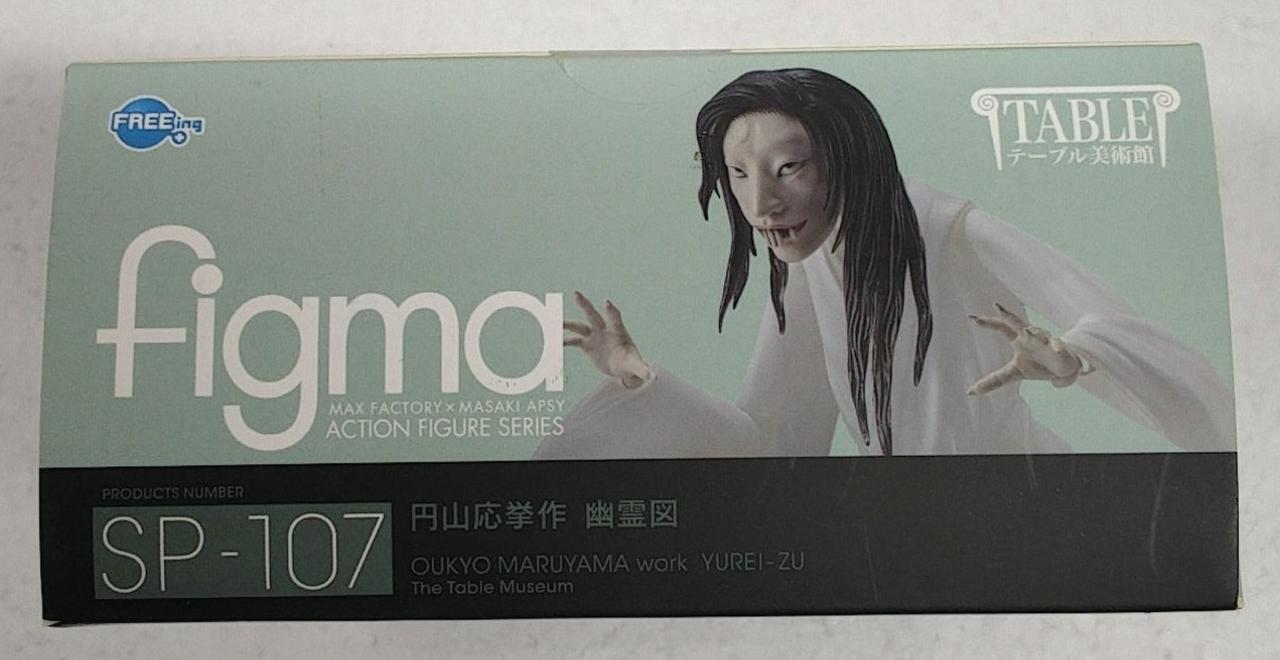 FREEing
TABLE
テーブル美術館
figma
MAX FACTORY×MASAKI APSY
ACTION FIGURE SERIES
PRODUCTS NUMBER
SP-107
円山応挙作 幽霊図
OUKYO MARUYAMA work YUREI-ZU
The Table Museum